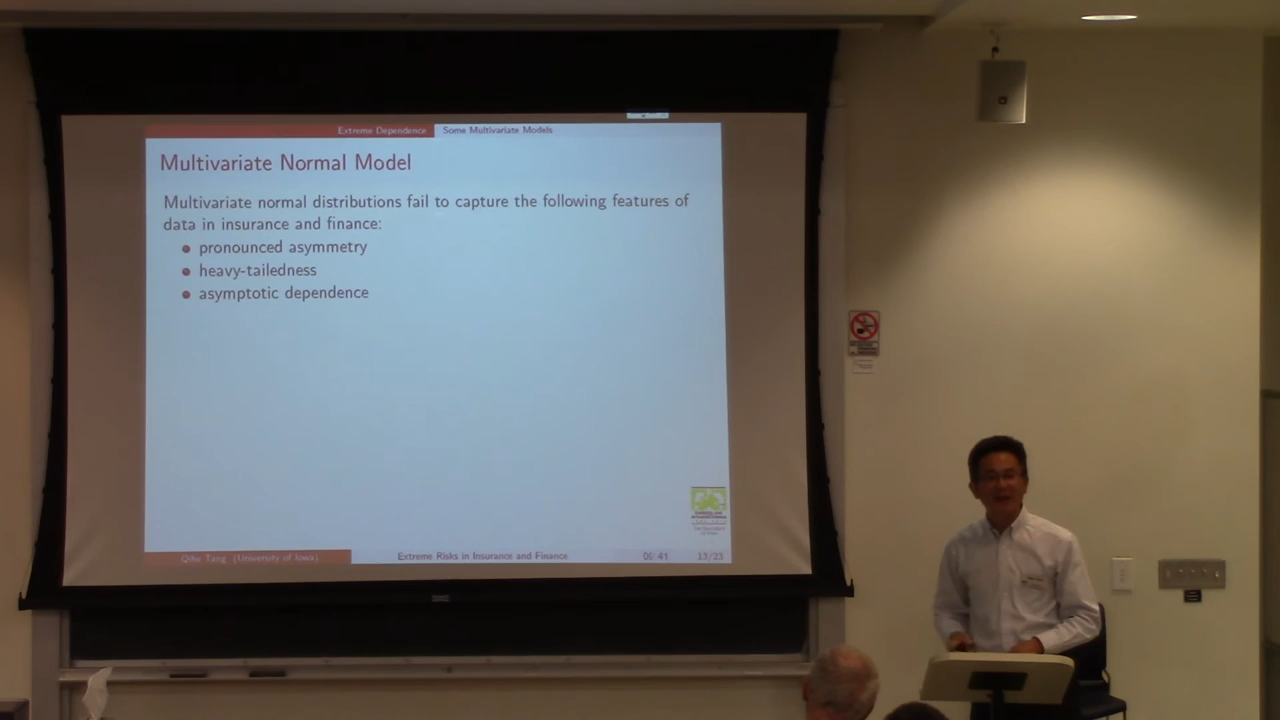 Extreme Dependence Some Multivariate Models
Multivariate Normal Model
Multivariate normal distributions fail to capture the following features of
data in insurance and finance:
pronounced asymmetry
heavy-tailedness
asymptotic dependence
Qihe Tang (University of Iowa) Extreme Risks in Insurance and Finance 06:41 13/23